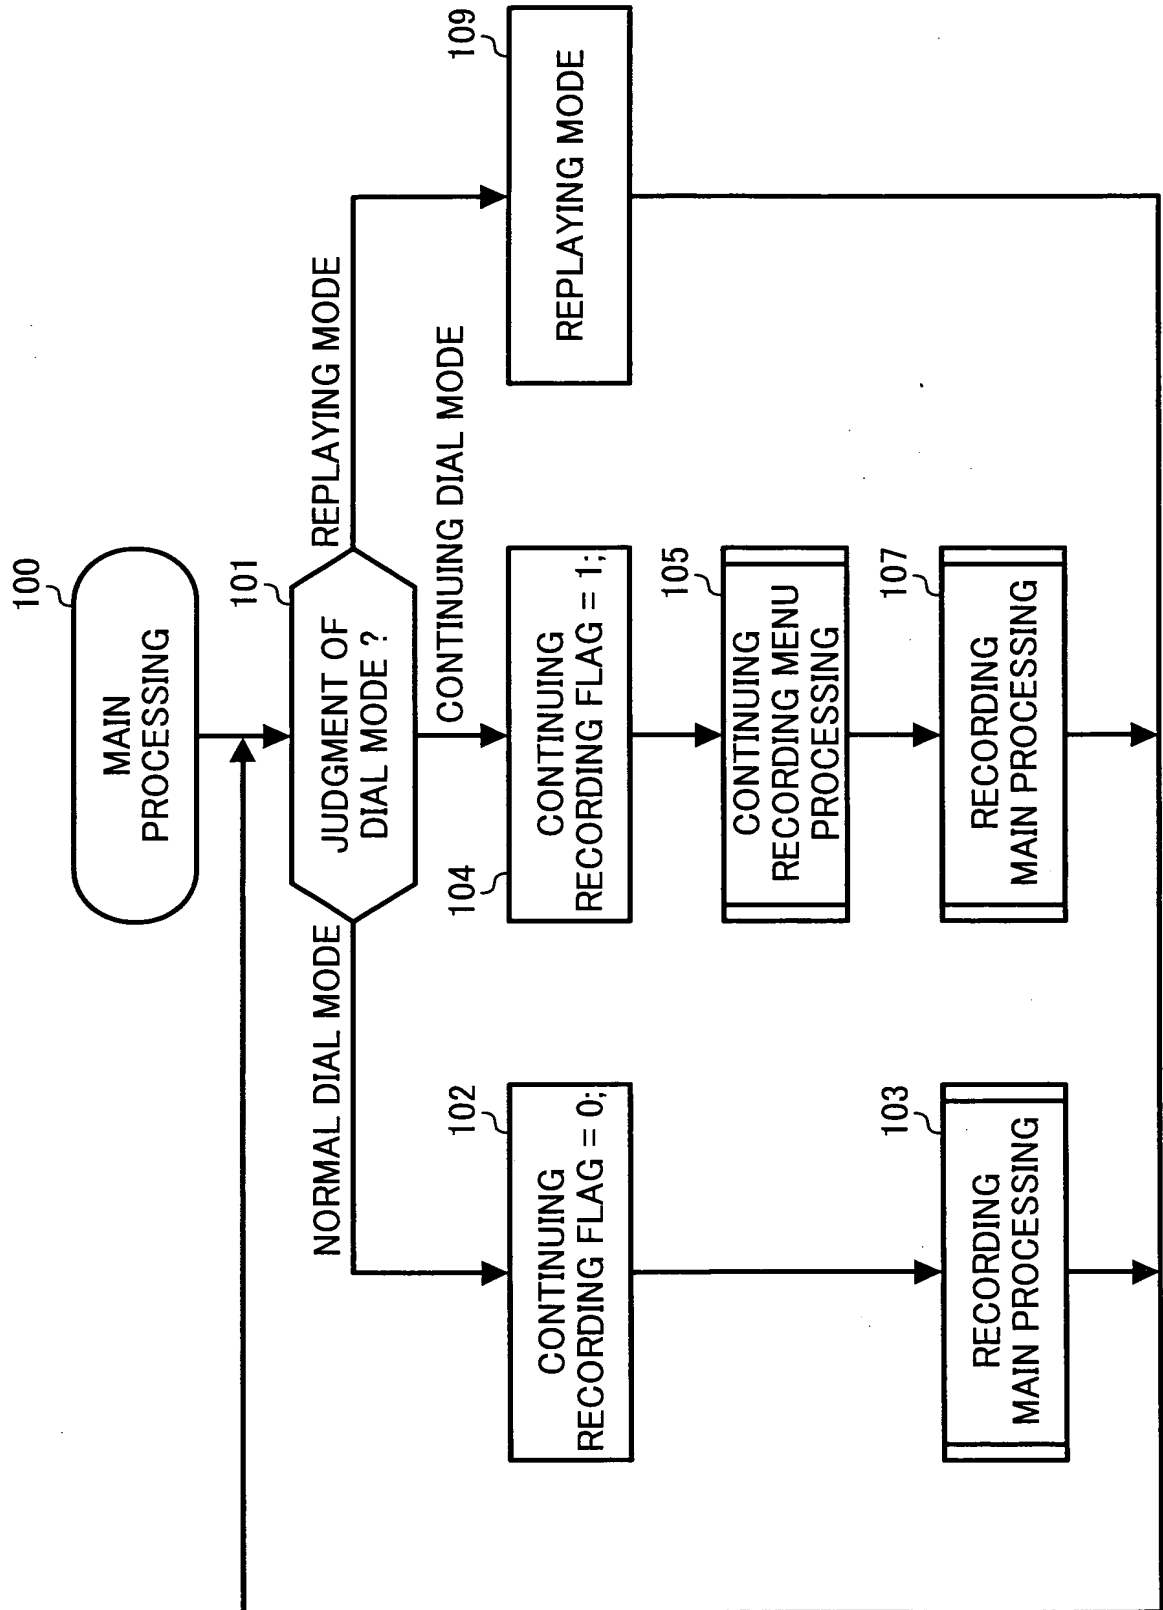 100
MAIN
PROCESSING
101
JUDGMENT OF
DIAL MODE ?
NORMAL DIAL MODE
CONTINUING DIAL MODE
REPLAYING MODE
102
CONTINUING
RECORDING FLAG = 0;
104
CONTINUING
RECORDING FLAG = 1;
109
REPLAYING MODE
105
CONTINUING
RECORDING MENU
PROCESSING
103
RECORDING
MAIN PROCESSING
107
RECORDING
MAIN PROCESSING